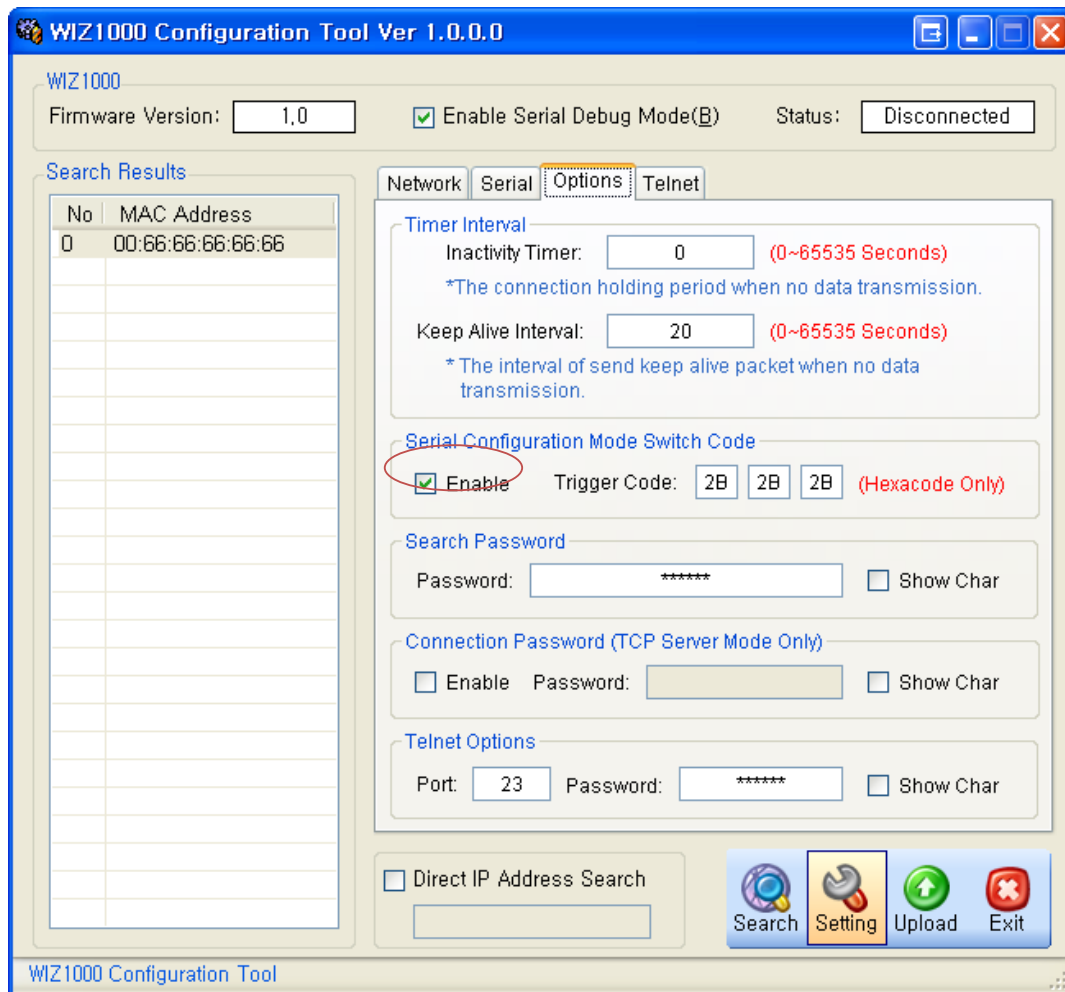 WIZ1000 Configuration Tool Ver 1.0.0.0
WIZ1000
Firmware Version: 1,0 Enable Serial Debug Mode(B) Status: Disconnected
Search Results
No MAC Address
0 00:66:66:66:66:66
Network Serial Options Telnet
Timer Interval
Inactivity Timer: 0 (0~65535 Seconds)
*The connection holding period when no data transmission.
Keep Alive Interval: 20 (0~65535 Seconds)
* The interval of send keep alive packet when no data
transmission.
Serial Configuration Mode Switch Code
Enable Trigger Code: 2B 2B 2B (Hexacode Only)
Search Password
Password: ****** Show Char
Connection Password (TCP Server Mode Only)
Enable Password: Show Char
Telnet Options
Port: 23 Password: ****** Show Char
Direct IP Address Search
Search Setting Upload Exit
WIZ1000 Configuration Tool